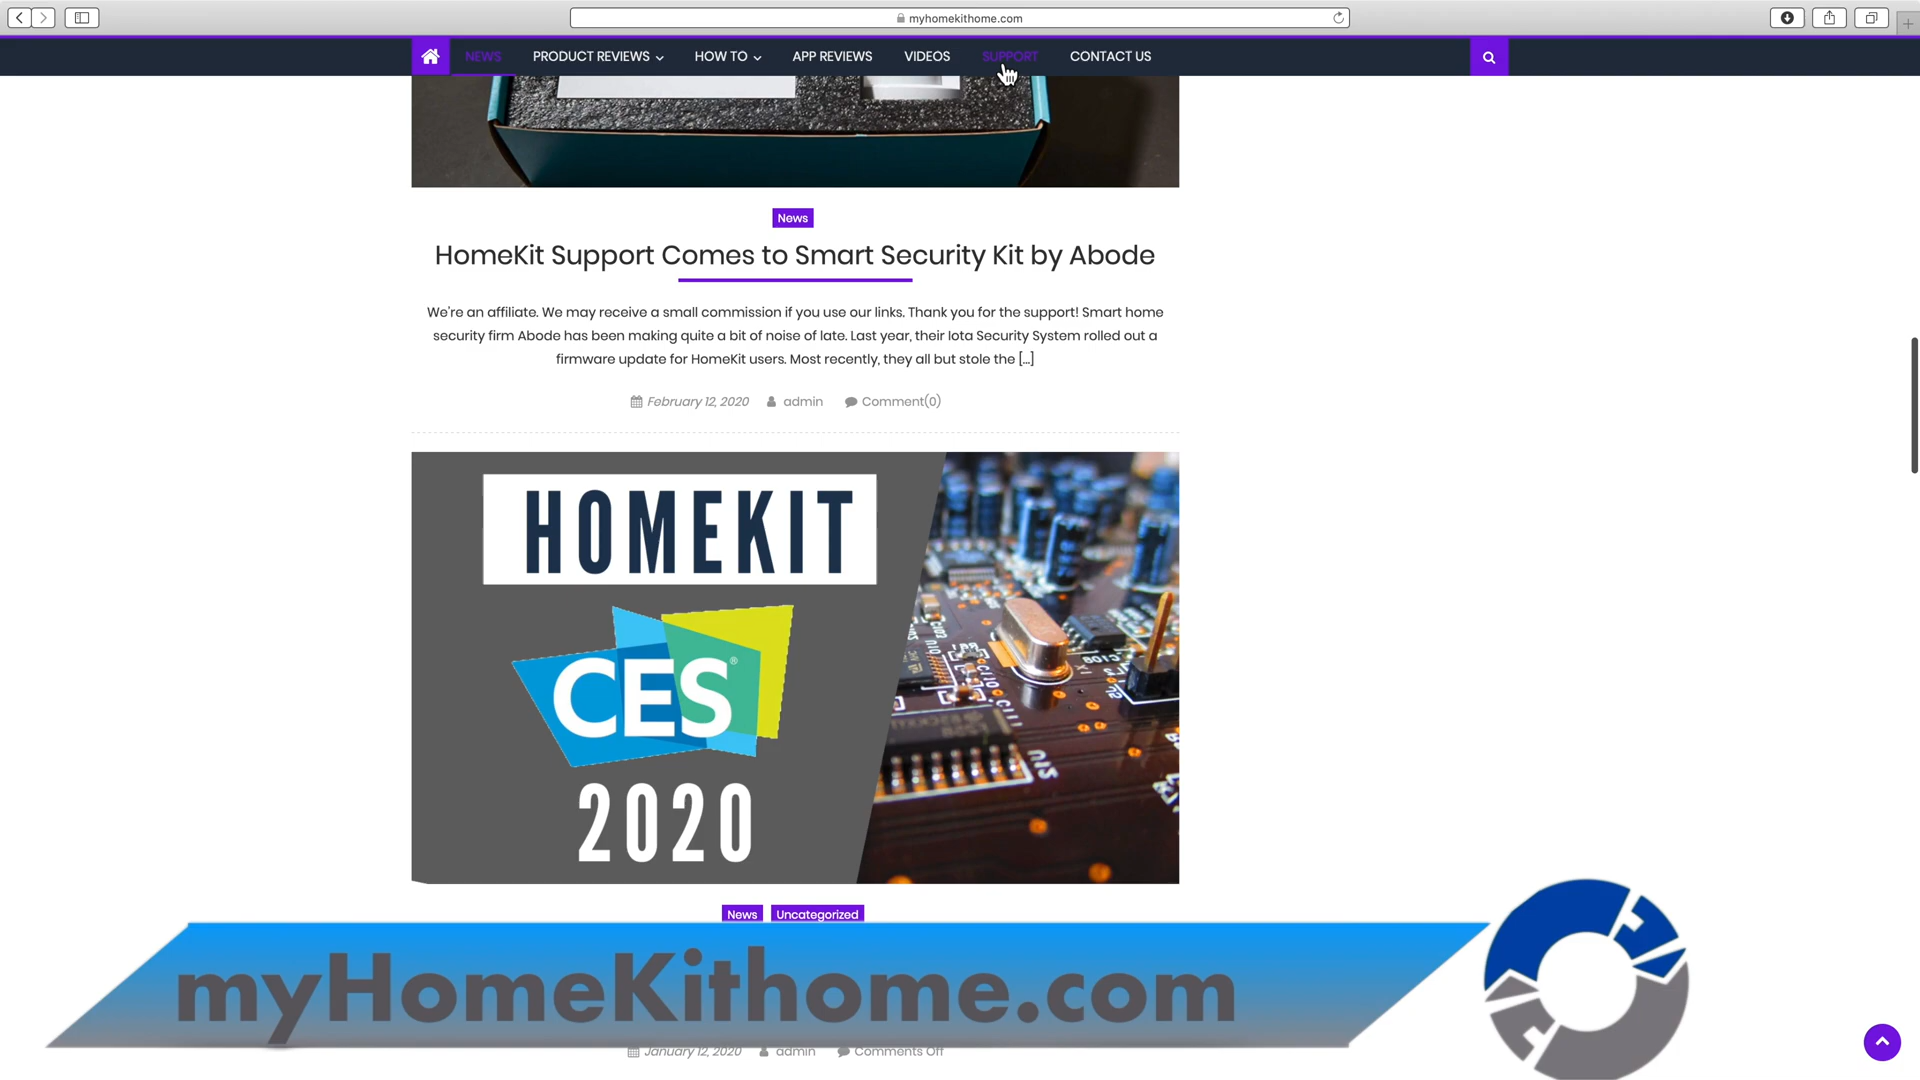 myhomekithome.com
NEWS
PRODUCT REVIEWS
HOW TO
APP REVIEWS
VIDEOS
SUPPORT
CONTACT US
News
HomeKit Support Comes to Smart Security Kit by Abode
We're an affiliate. We may receive a small commission if you use our links. Thank you for the support! Smart home
security firm Abode has been making quite a bit of noise of late. Last year, their Iota Security System rolled out a
firmware update for HomeKit users. Most recently, they all but stole the [...]
February 12, 2020 admin Comment(0)
HOMEKIT
CES®
2020
News Uncategorized
myHomeKithome.com
January 12, 2020 admin Comments Off